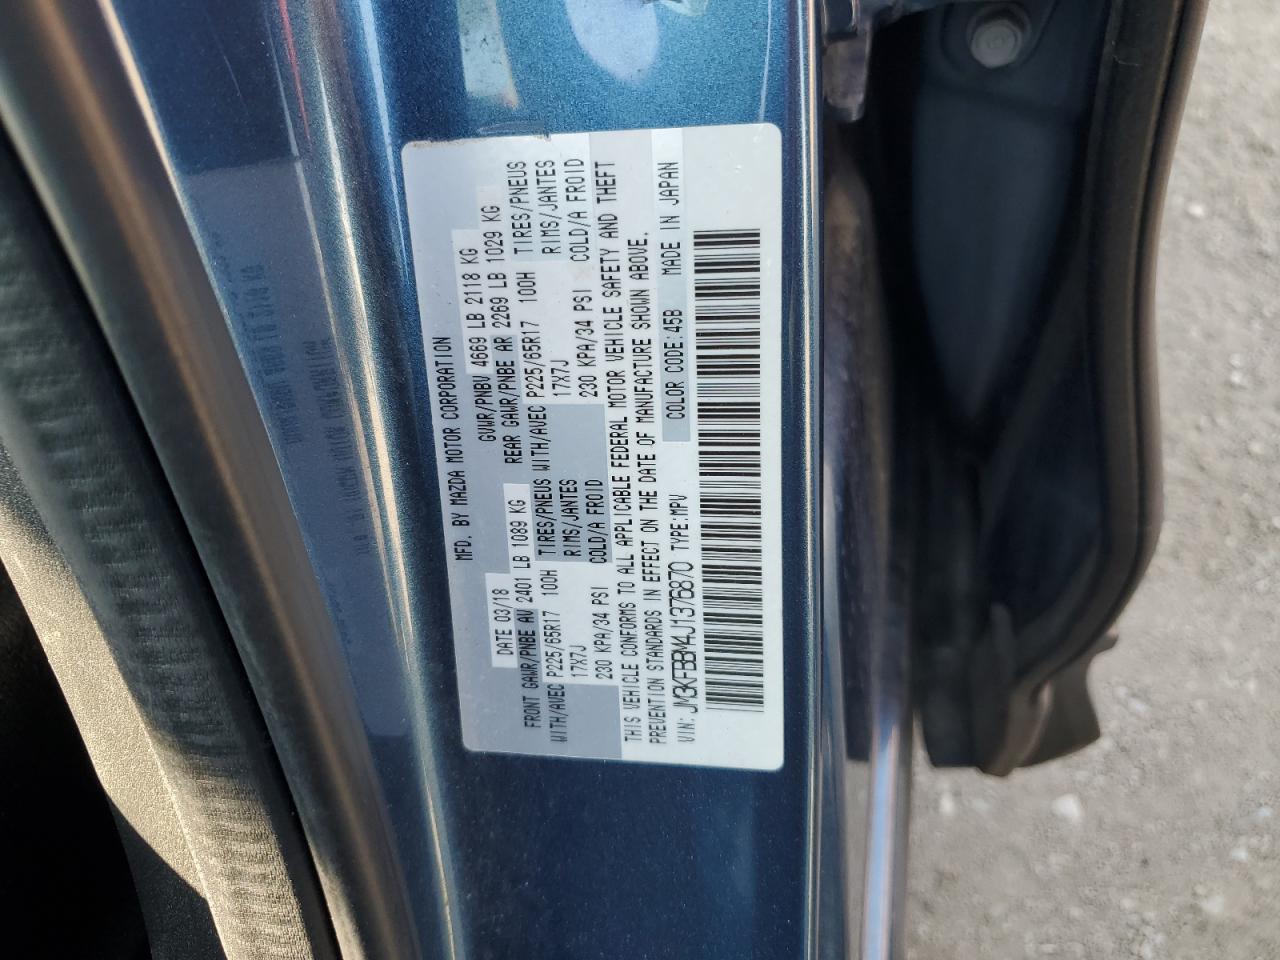 MFD. BY MAZDA MOTOR CORPORATION
DATE 03/18 GVWR/PNBV 4669 LB 2118 KG
FRONT GAWR/PNBE AV 2401 LB 1089 KG REAR GAWR/PNBE AR 2269 LB 1029 KG
WITH/AVEC P225/65R17 100H TIRES/PNEUS WITH/AVEC P225/65R17 100H TIRES/PNEUS
17X7J RIMS/JANTES 17X7J RIMS/JANTES
230 KPA/34 PSI COLD/A FROID 230 KPA/34 PSI COLD/A FROID
THIS VEHICLE CONFORMS TO ALL APPLICABLE FEDERAL MOTOR VEHICLE SAFETY AND THEFT
PREVENTION STANDARDS IN EFFECT ON THE DATE OF MANUFACTURE SHOWN ABOVE.
VIN: JM3KFBBM4J1376870 TYPE:MPV COLOR CODE:45B MADE IN JAPAN